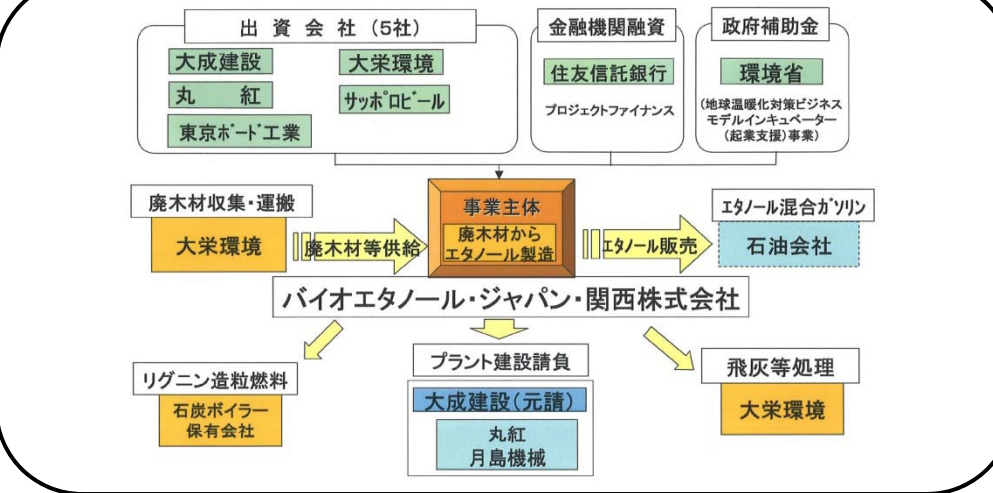 出 資 会 社 (5社)
大成建設
大栄環境
丸　紅
サッポロビール
東京ボード工業
金融機関融資
住友信託銀行
プロジェクトファイナンス
政府補助金
環境省
(地球温暖化対策ビジネス
モデルインキュベーター
(起業支援)事業)
廃木材収集・運搬
大栄環境
廃木材等供給
事業主体
廃木材から
エタノール製造
エタノール販売
エタノール混合ガソリン
石油会社
バイオエタノール・ジャパン・関西株式会社
リグニン造粒燃料
石炭ボイラー
保有会社
プラント建設請負
大成建設(元請)
丸紅
月島機械
飛灰等処理
大栄環境